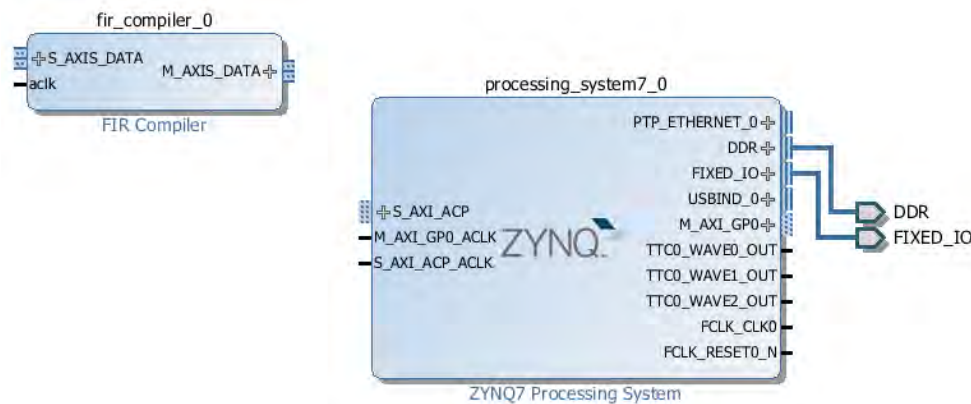 fir_compiler_0
S_AXIS_DATA
M_AXIS_DATA
aclk
FIR Compiler
processing_system7_0
PTP_ETHERNET_0
DDR
FIXED_IO
USBIND_0
S_AXI_ACP
M_AXI_GP0
M_AXI_GP0_ACLK
ZYNQ
TTC0_WAVE0_OUT
S_AXI_ACP_ACLK
TTC0_WAVE1_OUT
TTC0_WAVE2_OUT
FCLK_CLK0
FCLK_RESET0_N
ZYNQ7 Processing System
DDR
FIXED_IO